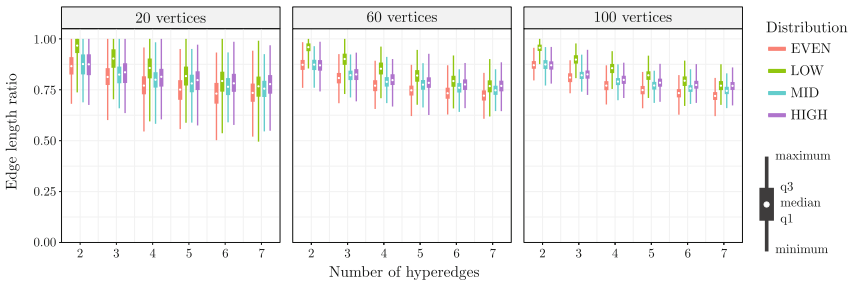 20 vertices
60 vertices
100 vertices
Edge length ratio
1.00
0.75
0.50
0.25
0.00
2 3 4 5 6 7
2 3 4 5 6 7
2 3 4 5 6 7
Number of hyperedges
Distribution
EVEN
LOW
MID
HIGH
maximum
q3
median
q1
minimum